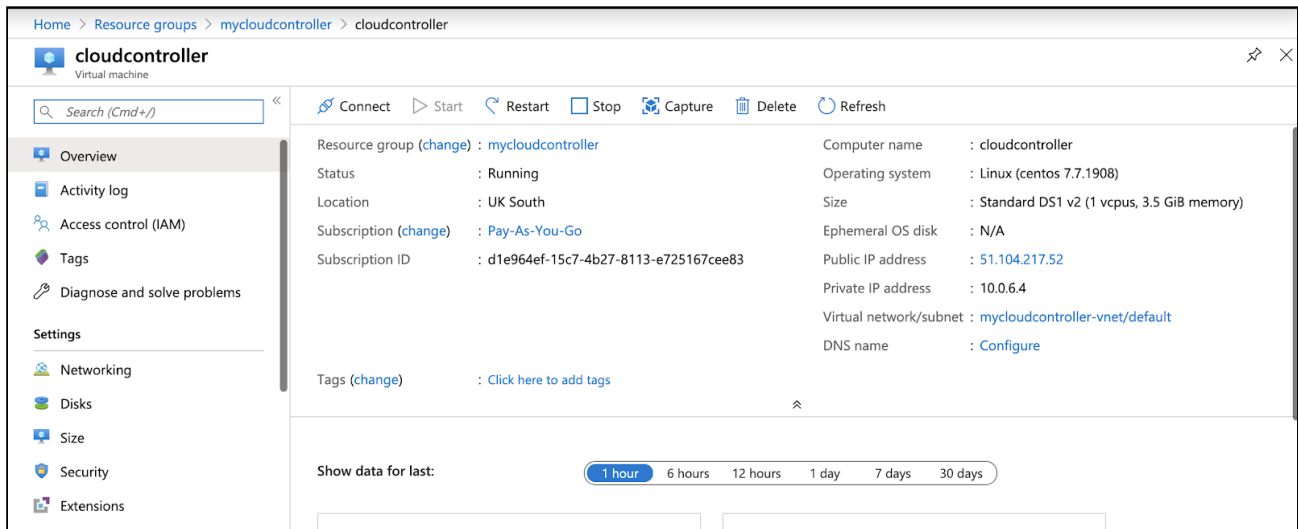 Home > Resource groups > mycloudcontroller > cloudcontroller
cloudcontroller
Virtual machine
Search (Cmd+/)
«
Overview
Activity log
Access control (IAM)
Tags
Diagnose and solve problems
Settings
Networking
Disks
Size
Security
Extensions
Connect Start Restart Stop Capture Delete Refresh
Resource group (change) : mycloudcontroller
Status : Running
Location : UK South
Subscription (change) : Pay-As-You-Go
Subscription ID : d1e964ef-15c7-4b27-8113-e725167cee83
Computer name : cloudcontroller
Operating system : Linux (centos 7.7.1908)
Size : Standard DS1 v2 (1 vcpus, 3.5 GiB memory)
Ephemeral OS disk : N/A
Public IP address : 51.104.217.52
Private IP address : 10.0.6.4
Virtual network/subnet : mycloudcontroller-vnet/default
DNS name : Configure
Tags (change) : Click here to add tags
Show data for last: 1 hour 6 hours 12 hours 1 day 7 days 30 days